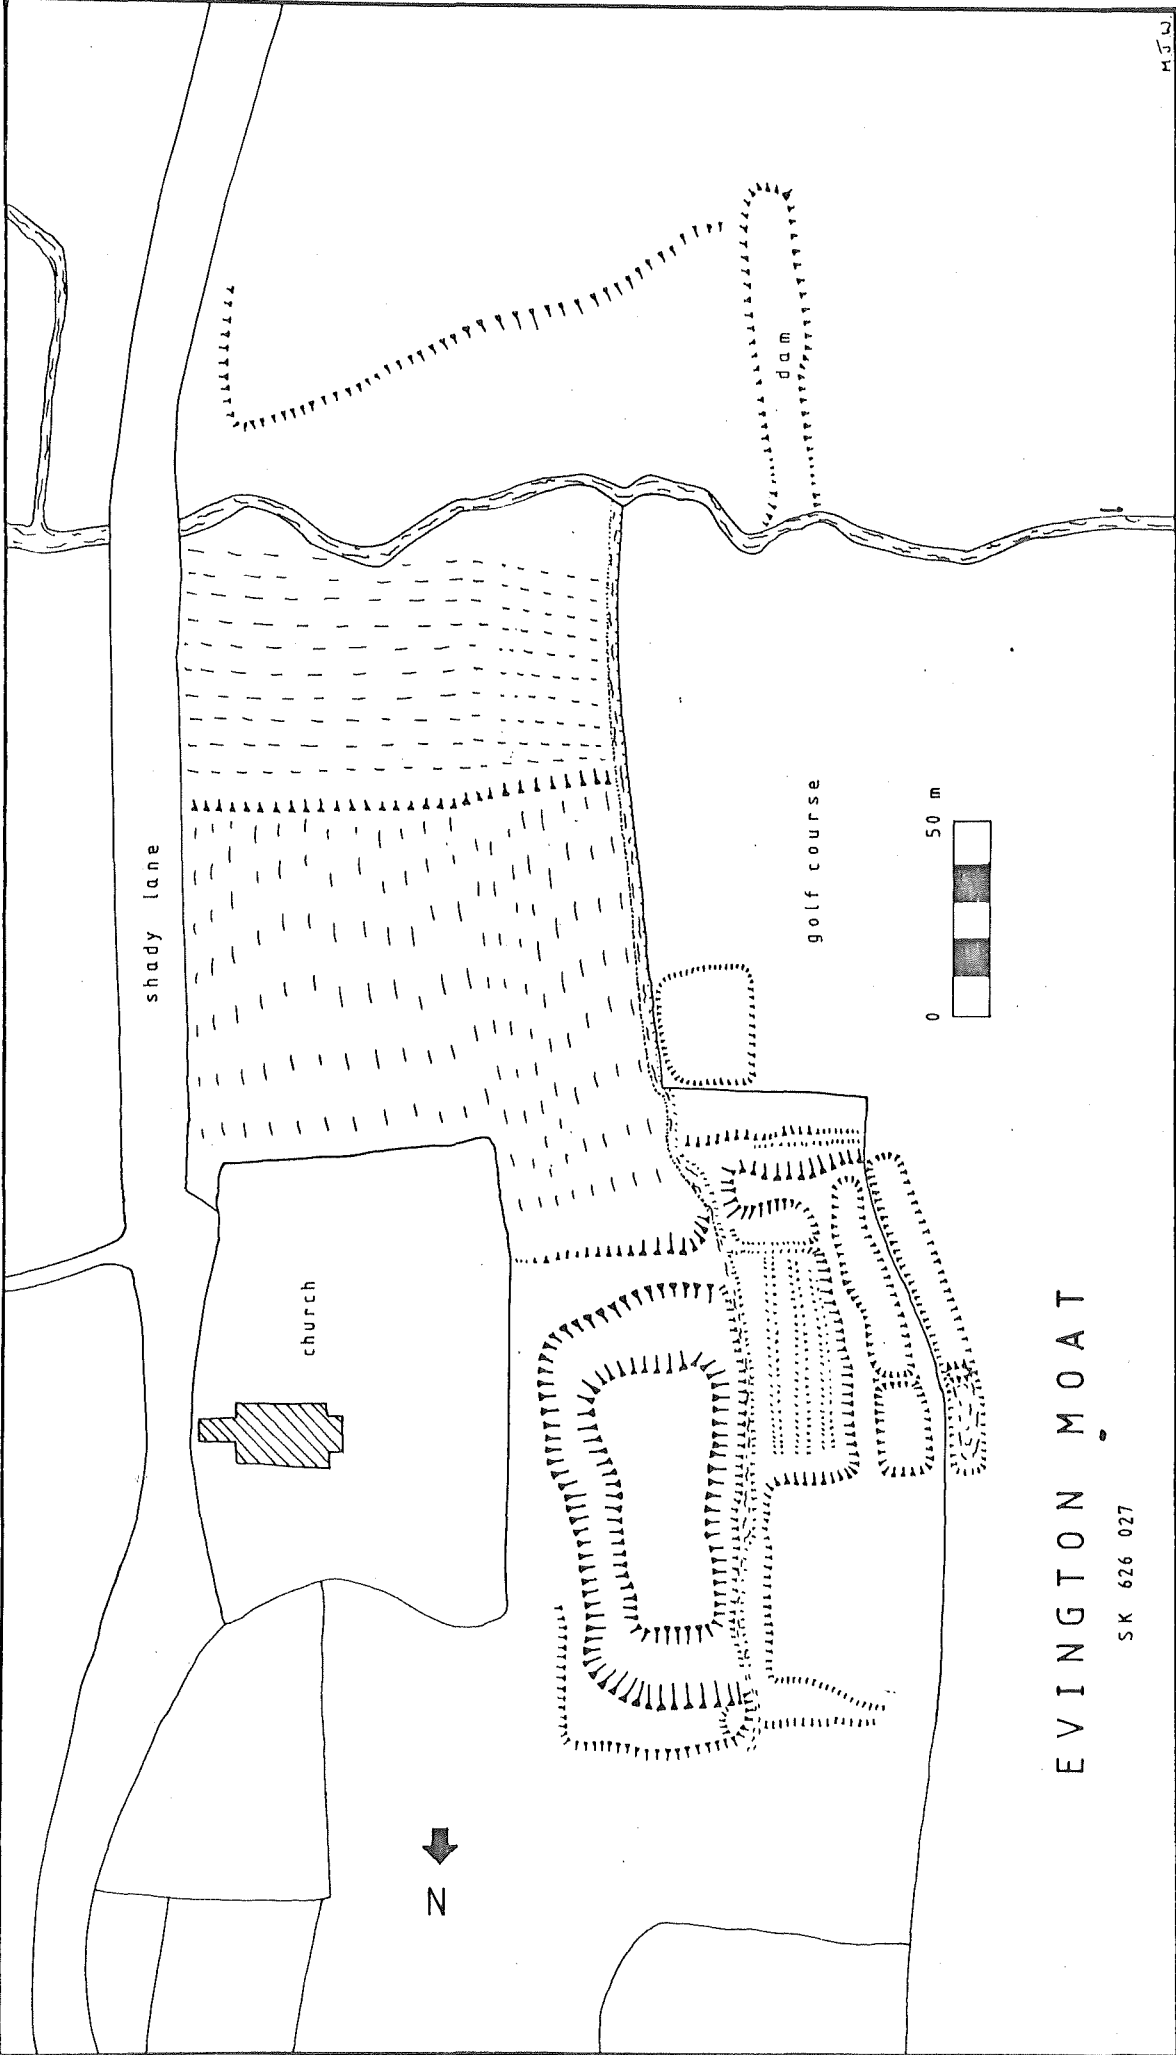 shady lane
church
dam
golf course
0 50 m
N
EVINGTON MOAT
SK 626 027
MJW